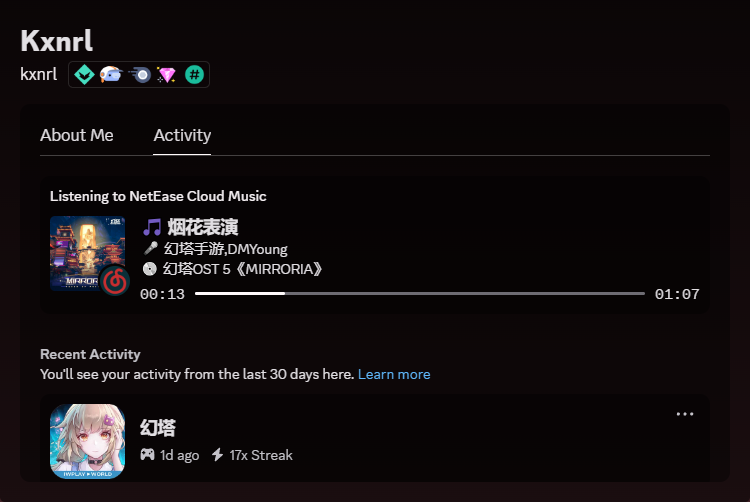 Kxnrl
kxnrl
About Me Activity
Listening to NetEase Cloud Music
烟花表演
幻塔手游,DMYoung
幻塔OST 5《MIRRORIA》
00:13 01:07
Recent Activity
You'll see your activity from the last 30 days here. Learn more
幻塔
1d ago 17x Streak